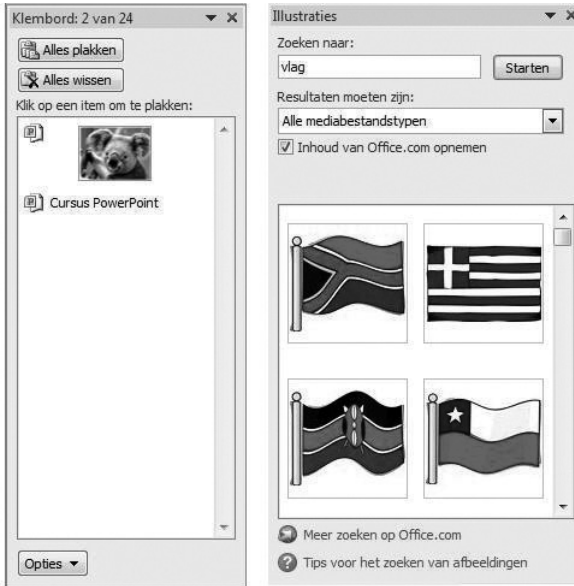 Klembord: 2 van 24
Alles plakken
Alles wissen
Klik op een item om te plakken:
Cursus PowerPoint
Opties
Illustraties
Zoeken naar:
vlag
Starten
Resultaten moeten zijn:
Alle mediabestandstypen
Inhoud van Office.com opnemen
Meer zoeken op Office.com
Tips voor het zoeken van afbeeldingen